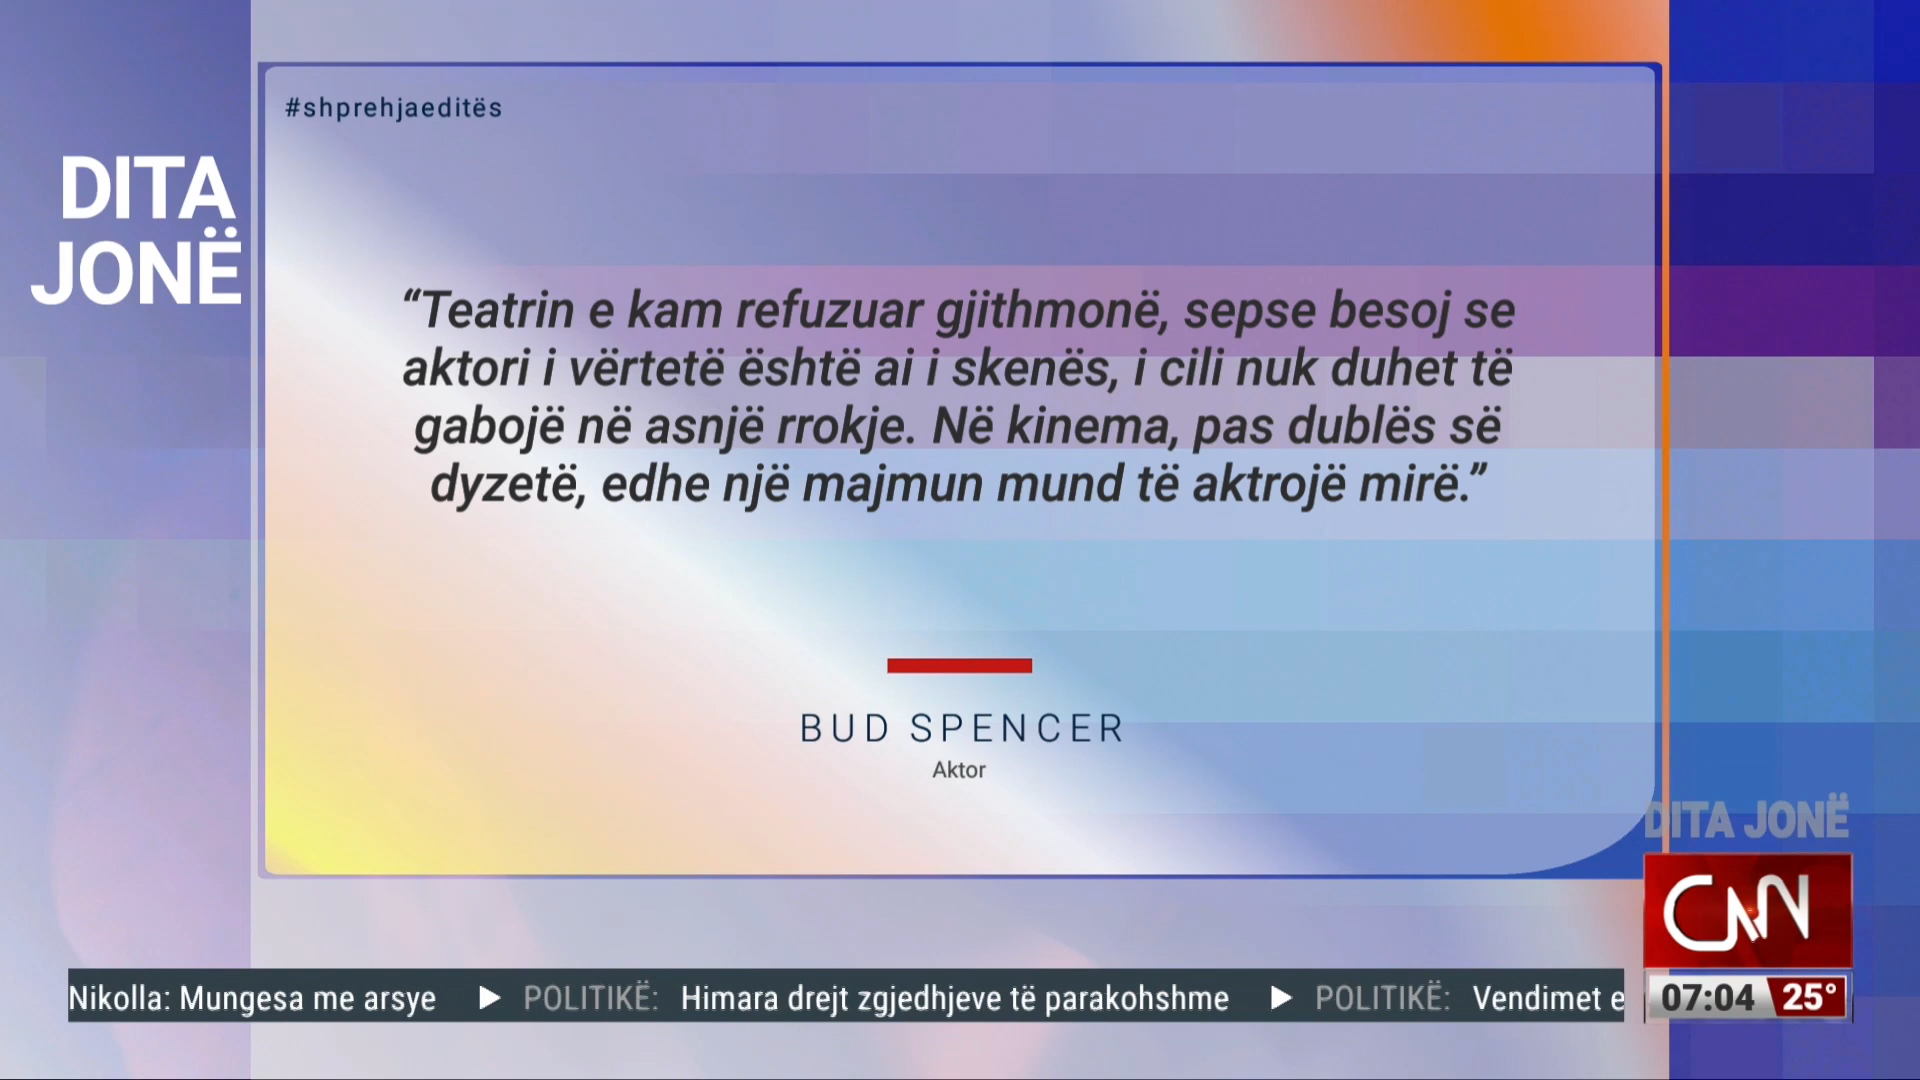 #shprehjaeditës
DITA
JONË
“Teatrin e kam refuzuar gjithmonë, sepse besoj se
aktori i vërtetë është ai i skenës, i cili nuk duhet të
gabojë në asnjë rrokje. Në kinema, pas dublës së
dyzetë, edhe një majmun mund të aktrojë mirë.”
BUD SPENCER
Aktor
DITA JONË
CNN
Nikolla: Mungesa me arsye ▶ POLITIKË: Himara drejt zgjedhjeve të parakohshme ▶ POLITIKË: Vendimet e
07:04 25°